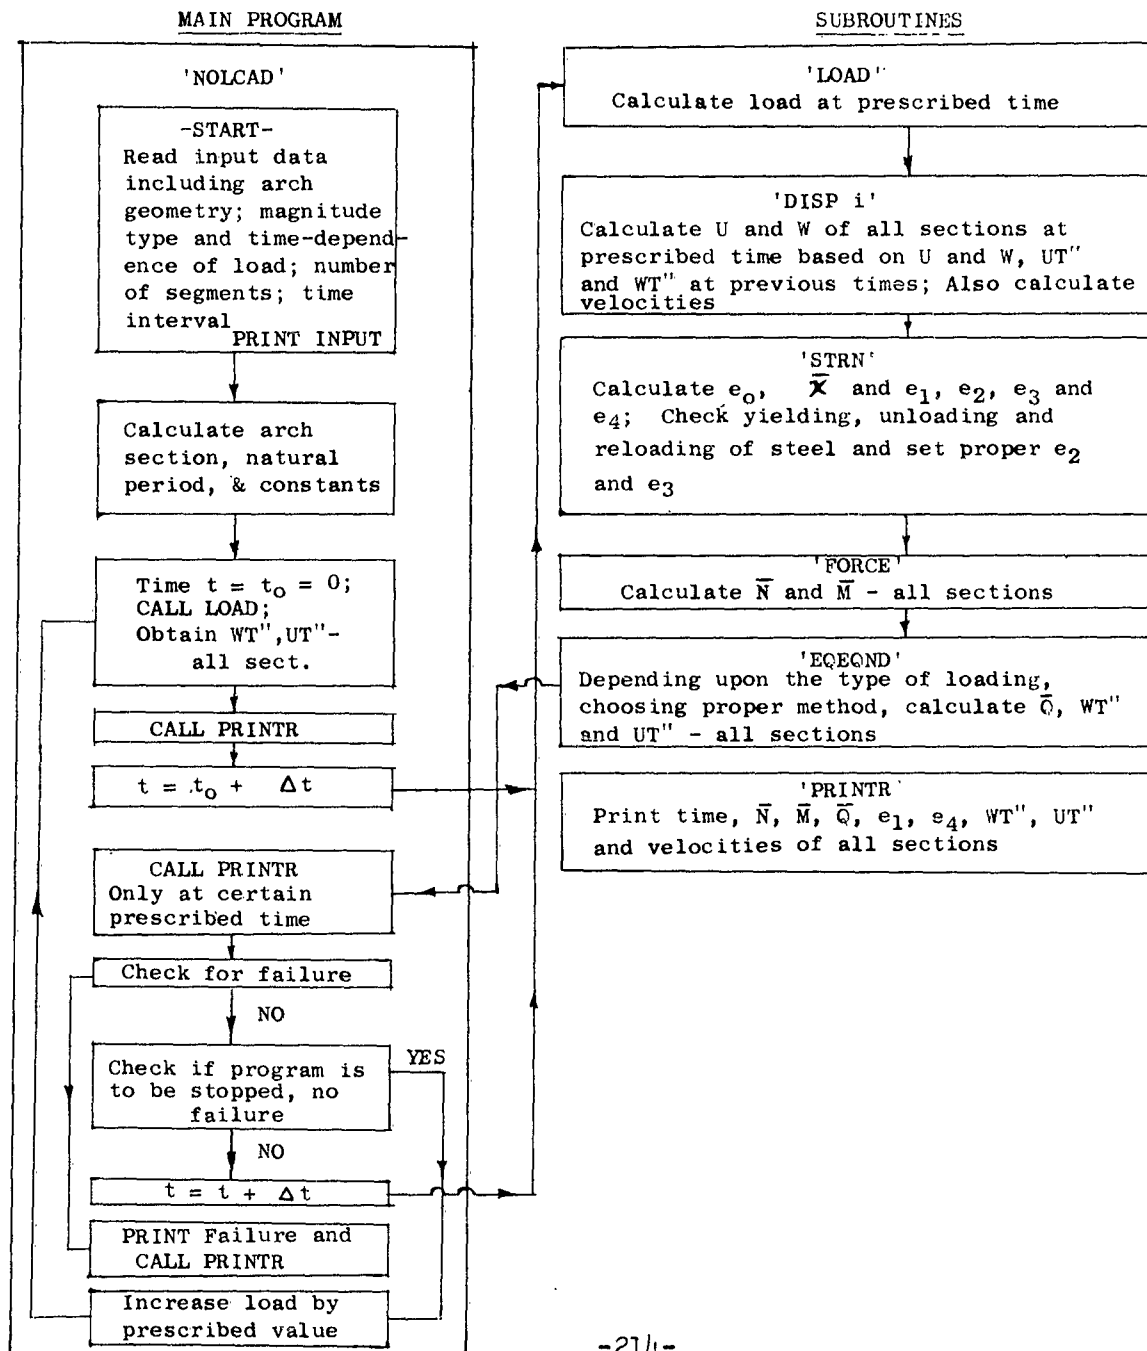 MAIN PROGRAM
'NOLCAD'
-START-
Read input data
including arch
geometry; magnitude
type and time-depend-
ence of load; number
of segments; time
interval
PRINT INPUT
Calculate arch
section, natural
period, & constants
Time t = t₀ = 0;
CALL LOAD;
Obtain WT",UT"-
all sect.
CALL PRINTR
t = t₀ + Δt
CALL PRINTR
Only at certain
prescribed time
Check for failure
NO
Check if program is
to be stopped, no
failure
YES
NO
t = t + Δt
PRINT Failure and
CALL PRINTR
Increase load by
prescribed value
SUBROUTINES
'LOAD"
Calculate load at prescribed time
'DISP i'
Calculate U and W of all sections at
prescribed time based on U and W, UT"
and WT" at previous times; Also calculate
velocities
'STRN'
Calculate e₀, x̄ and e₁, e₂, e₃ and
e₄; Check yielding, unloading and
reloading of steel and set proper e₂
and e₃
'FORCE'
Calculate N̄ and M̄ - all sections
'EQEQND'
Depending upon the type of loading,
choosing proper method, calculate Q̄, WT"
and UT" - all sections
'PRINTR'
Print time, N̄, M̄, Q̄, e₁, e₄, WT", UT"
and velocities of all sections